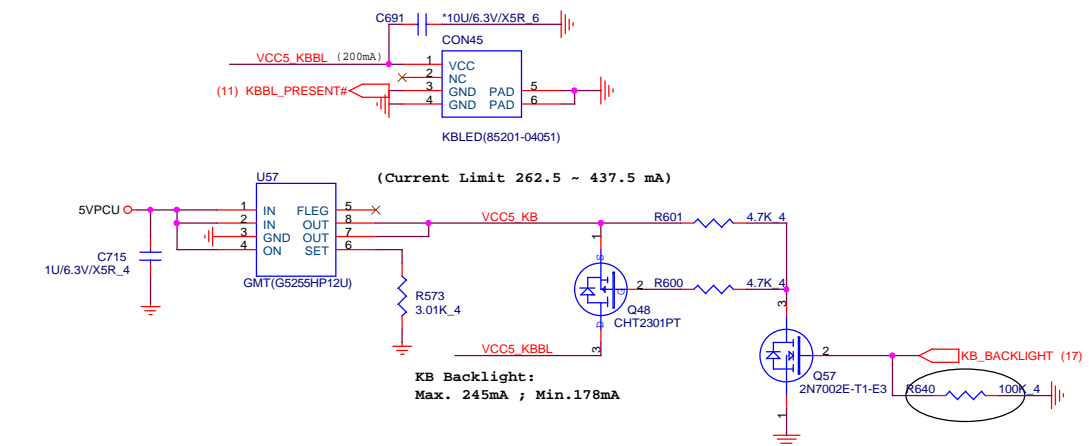 C691 *10U/6.3V/X5R_6
CON45
VCC5_KBBL (200mA) 1 VCC
2 NC
(11) KBBL_PRESENT# 3 GND PAD 5
4 GND PAD 6
KBLED(85201-04051)
U57 (Current Limit 262.5 ~ 437.5 mA)
5VPCU 1 IN FLEG 5
2 IN OUT 8 VCC5_KB R601 4.7K_4
3 GND OUT 7
4 ON SET 6
C715
1U/6.3V/X5R_4
GMT(G5255HP12U)
R573
3.01K_4
1
S
G 2 R600 4.7K_4
Q48
CHT2301PT
D
3
VCC5_KBBL
KB Backlight:
Max. 245mA ; Min.178mA
3
2 KB_BACKLIGHT (17)
Q57
2N7002E-T1-E3
1
R640 100K_4